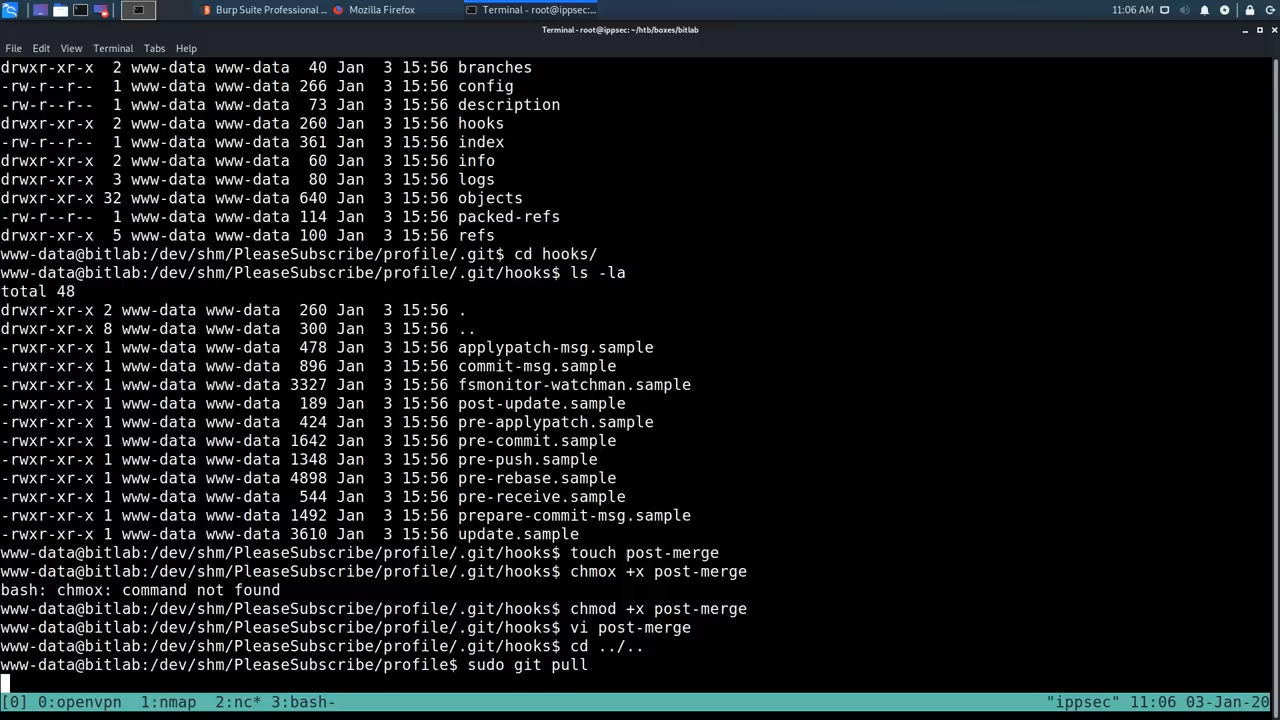 Burp Suite Professional ...
Mozilla Firefox
Terminal - root@ippsec:~...
11:06 AM
Terminal - root@ippsec: ~/htb/boxes/bitlab
File Edit View Terminal Tabs Help
drwxr-xr-x  2 www-data www-data  40 Jan  3 15:56 branches
-rw-r--r--  1 www-data www-data 266 Jan  3 15:56 config
-rw-r--r--  1 www-data www-data  73 Jan  3 15:56 description
drwxr-xr-x  2 www-data www-data 260 Jan  3 15:56 hooks
-rw-r--r--  1 www-data www-data 361 Jan  3 15:56 index
drwxr-xr-x  2 www-data www-data  60 Jan  3 15:56 info
drwxr-xr-x  3 www-data www-data  80 Jan  3 15:56 logs
drwxr-xr-x 32 www-data www-data 640 Jan  3 15:56 objects
-rw-r--r--  1 www-data www-data 114 Jan  3 15:56 packed-refs
drwxr-xr-x  5 www-data www-data 100 Jan  3 15:56 refs
www-data@bitlab:/dev/shm/PleaseSubscribe/profile/.git$ cd hooks/
www-data@bitlab:/dev/shm/PleaseSubscribe/profile/.git/hooks$ ls -la
total 48
drwxr-xr-x 2 www-data www-data  260 Jan  3 15:56 .
drwxr-xr-x 8 www-data www-data  300 Jan  3 15:56 ..
-rwxr-xr-x 1 www-data www-data  478 Jan  3 15:56 applypatch-msg.sample
-rwxr-xr-x 1 www-data www-data  896 Jan  3 15:56 commit-msg.sample
-rwxr-xr-x 1 www-data www-data 3327 Jan  3 15:56 fsmonitor-watchman.sample
-rwxr-xr-x 1 www-data www-data  189 Jan  3 15:56 post-update.sample
-rwxr-xr-x 1 www-data www-data  424 Jan  3 15:56 pre-applypatch.sample
-rwxr-xr-x 1 www-data www-data 1642 Jan  3 15:56 pre-commit.sample
-rwxr-xr-x 1 www-data www-data 1348 Jan  3 15:56 pre-push.sample
-rwxr-xr-x 1 www-data www-data 4898 Jan  3 15:56 pre-rebase.sample
-rwxr-xr-x 1 www-data www-data  544 Jan  3 15:56 pre-receive.sample
-rwxr-xr-x 1 www-data www-data 1492 Jan  3 15:56 prepare-commit-msg.sample
-rwxr-xr-x 1 www-data www-data 3610 Jan  3 15:56 update.sample
www-data@bitlab:/dev/shm/PleaseSubscribe/profile/.git/hooks$ touch post-merge
www-data@bitlab:/dev/shm/PleaseSubscribe/profile/.git/hooks$ chmox +x post-merge
bash: chmox: command not found
www-data@bitlab:/dev/shm/PleaseSubscribe/profile/.git/hooks$ chmod +x post-merge
www-data@bitlab:/dev/shm/PleaseSubscribe/profile/.git/hooks$ vi post-merge
www-data@bitlab:/dev/shm/PleaseSubscribe/profile/.git/hooks$ cd ../..
www-data@bitlab:/dev/shm/PleaseSubscribe/profile$ sudo git pull
[0] 0:openvpn  1:nmap  2:nc* 3:bash- "ippsec" 11:06 03-Jan-20